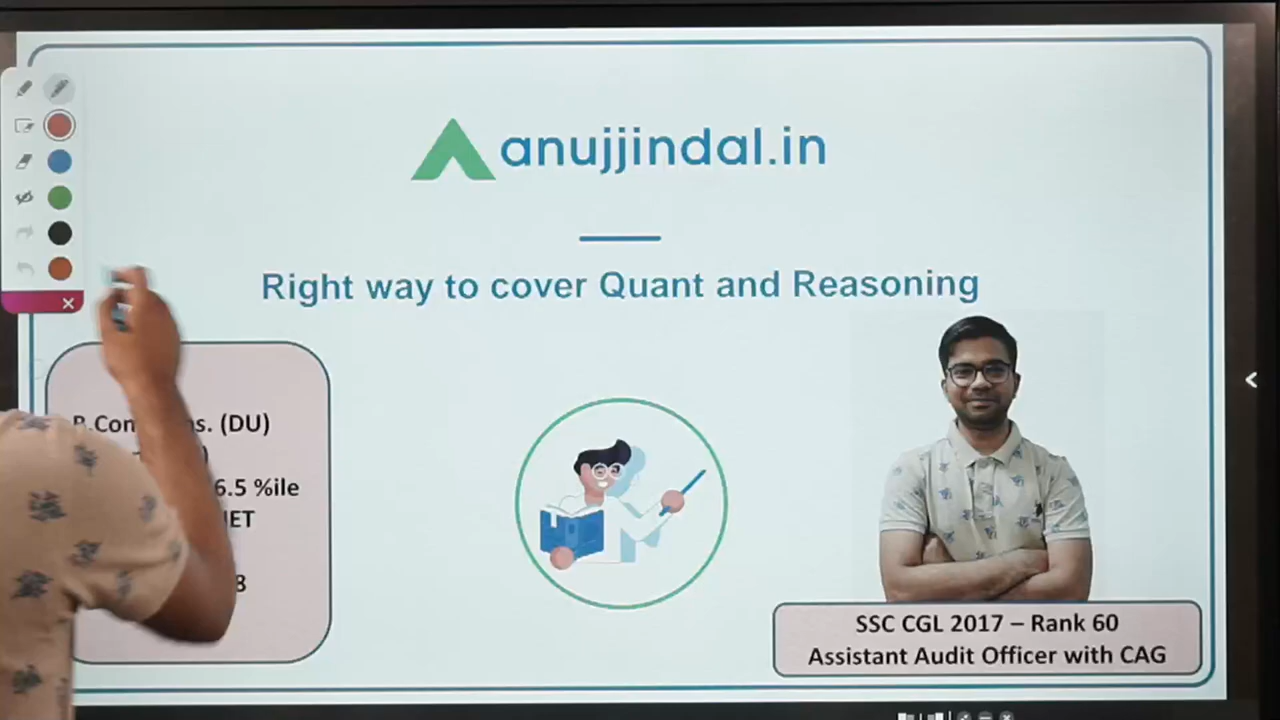 anujjindal.in
Right way to cover Quant and Reasoning
(DU)
6.5 %ile
SSC CGL 2017 – Rank 60
Assistant Audit Officer with CAG